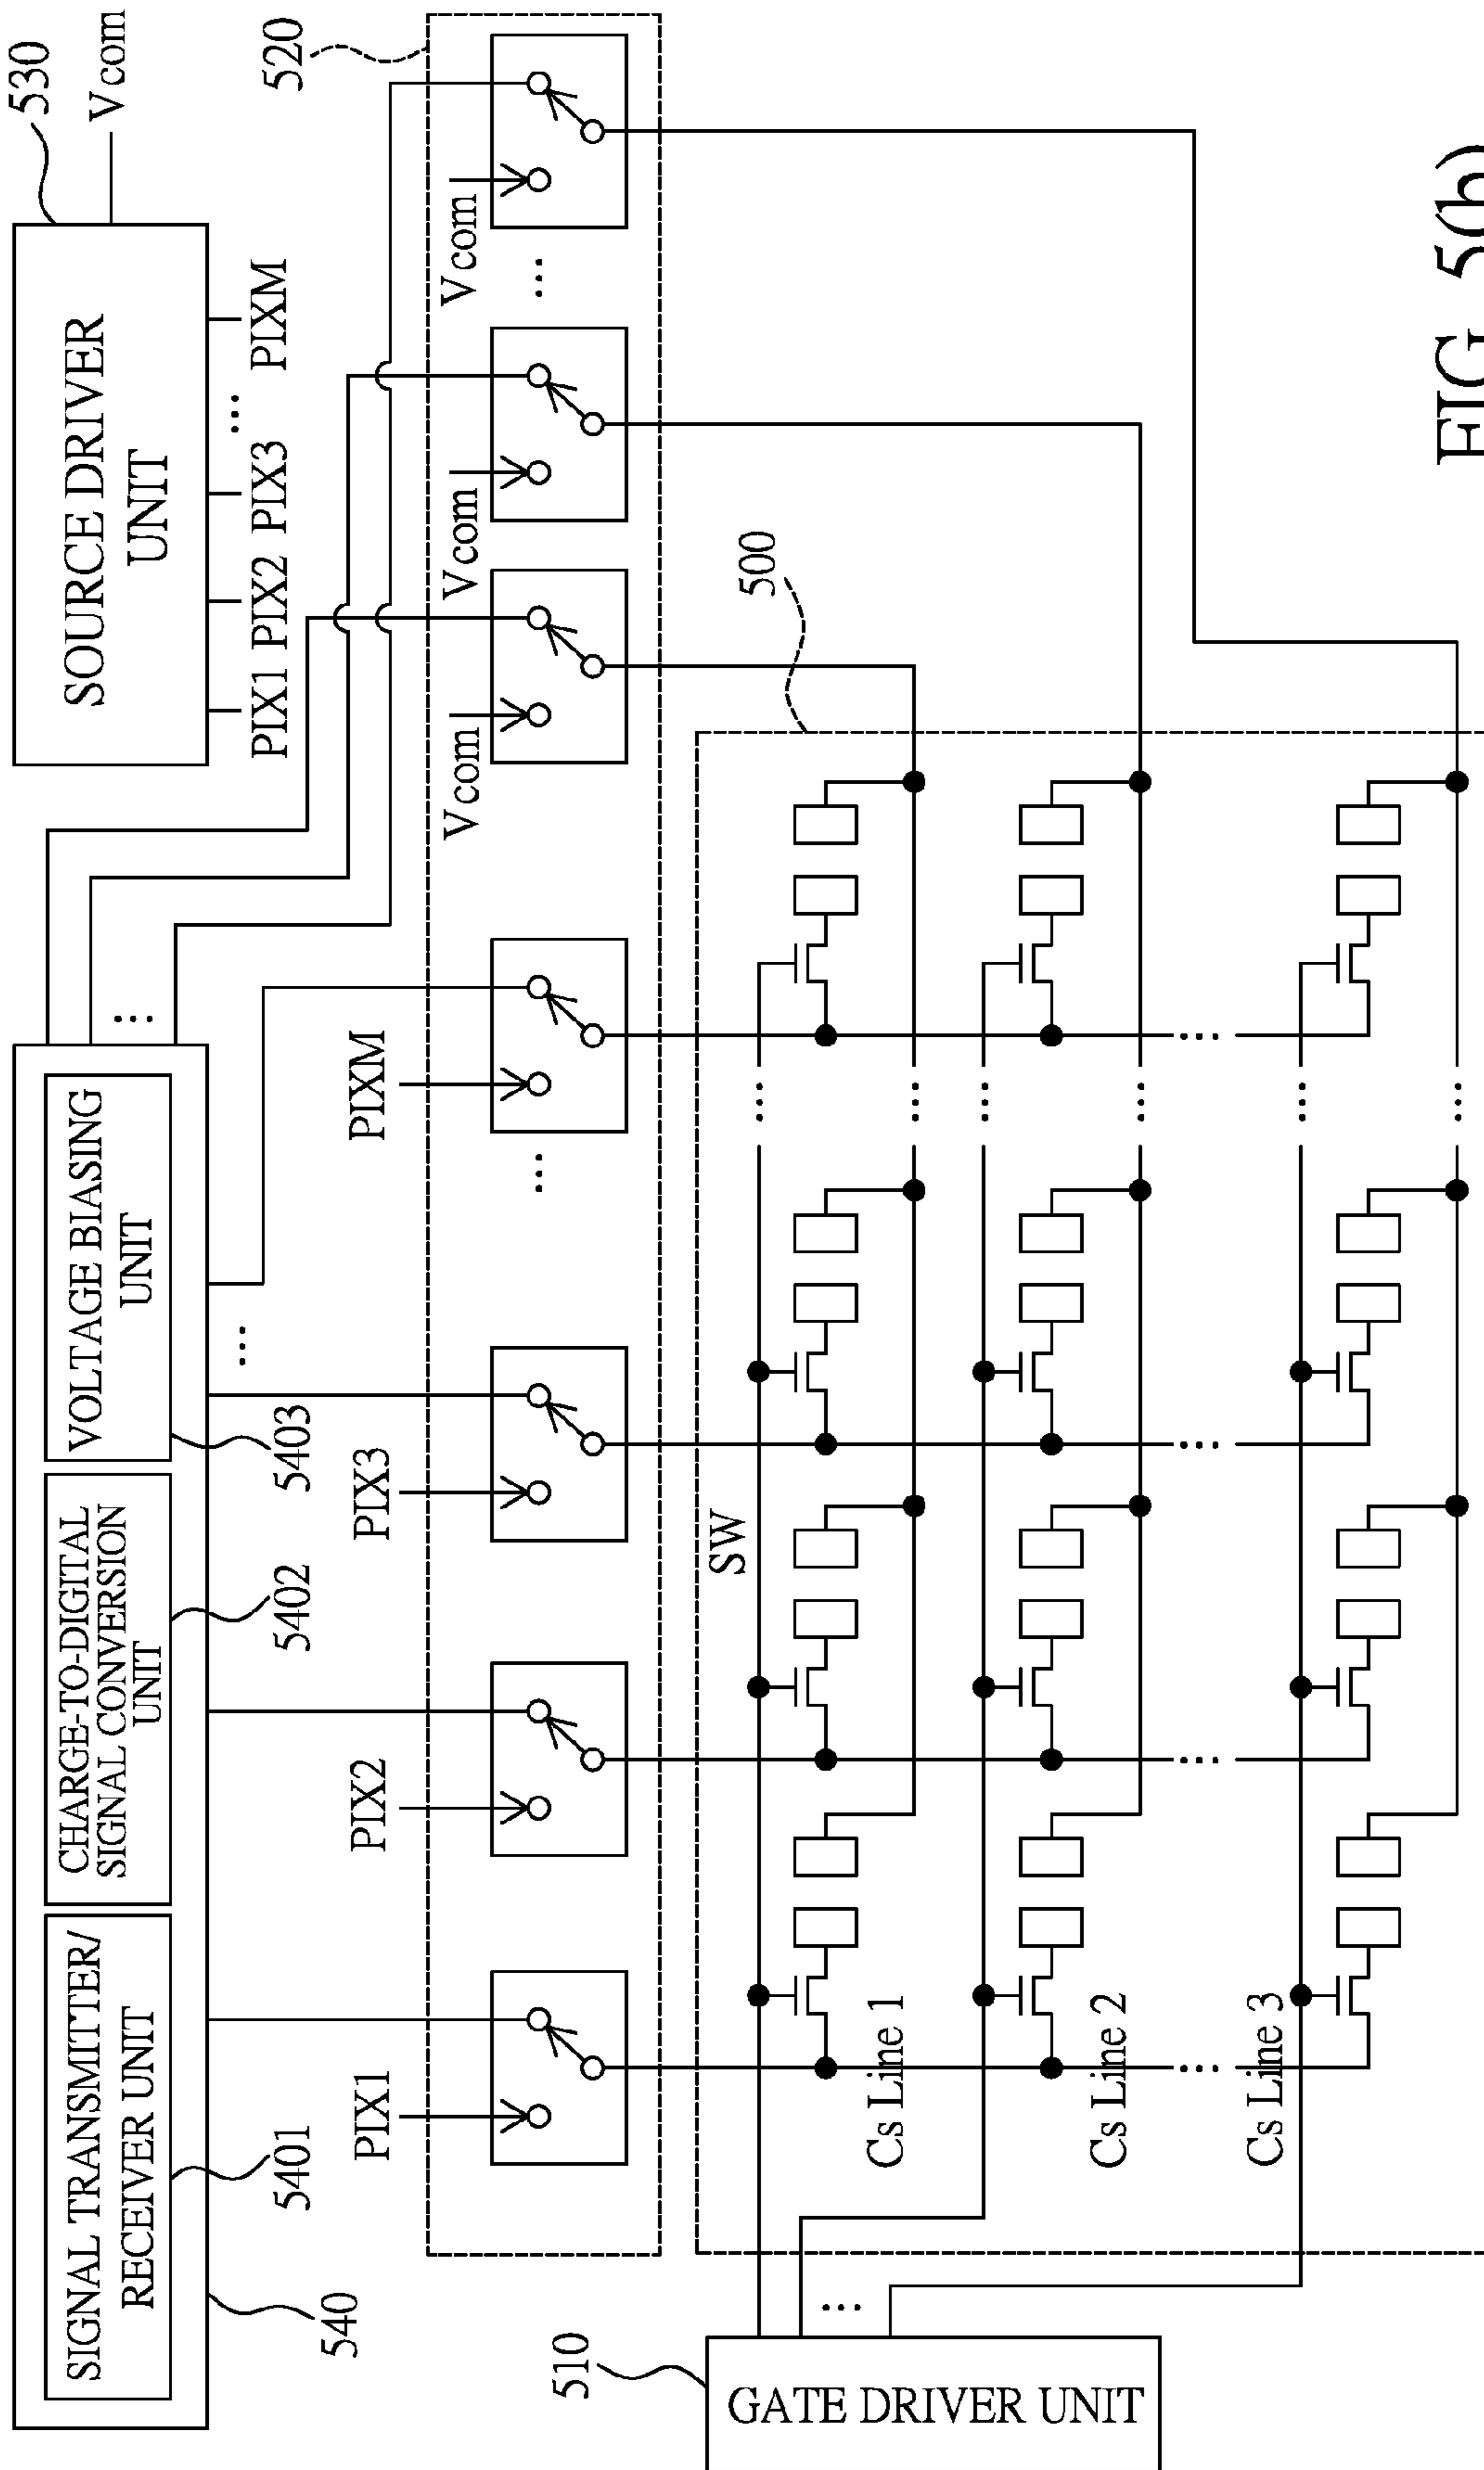 SIGNAL TRANSMITTER/
RECEIVER UNIT
5401
540
CHARGE-TO-DIGITAL
SIGNAL CONVERSION
UNIT
5402
VOLTAGE BIASING
UNIT
5403
...
...
SOURCE DRIVER
UNIT
530
Vcom
PIX1
PIX2
PIX3
...
PIXM
PIX1
PIX2
PIX3
...
PIXM
Vcom
Vcom
...
Vcom
520
510
GATE DRIVER UNIT
...
SW
500
Cs Line 1
...
...
Cs Line 2
...
...
...
...
...
...
Cs Line 3
...
...
FIG. 5(b)